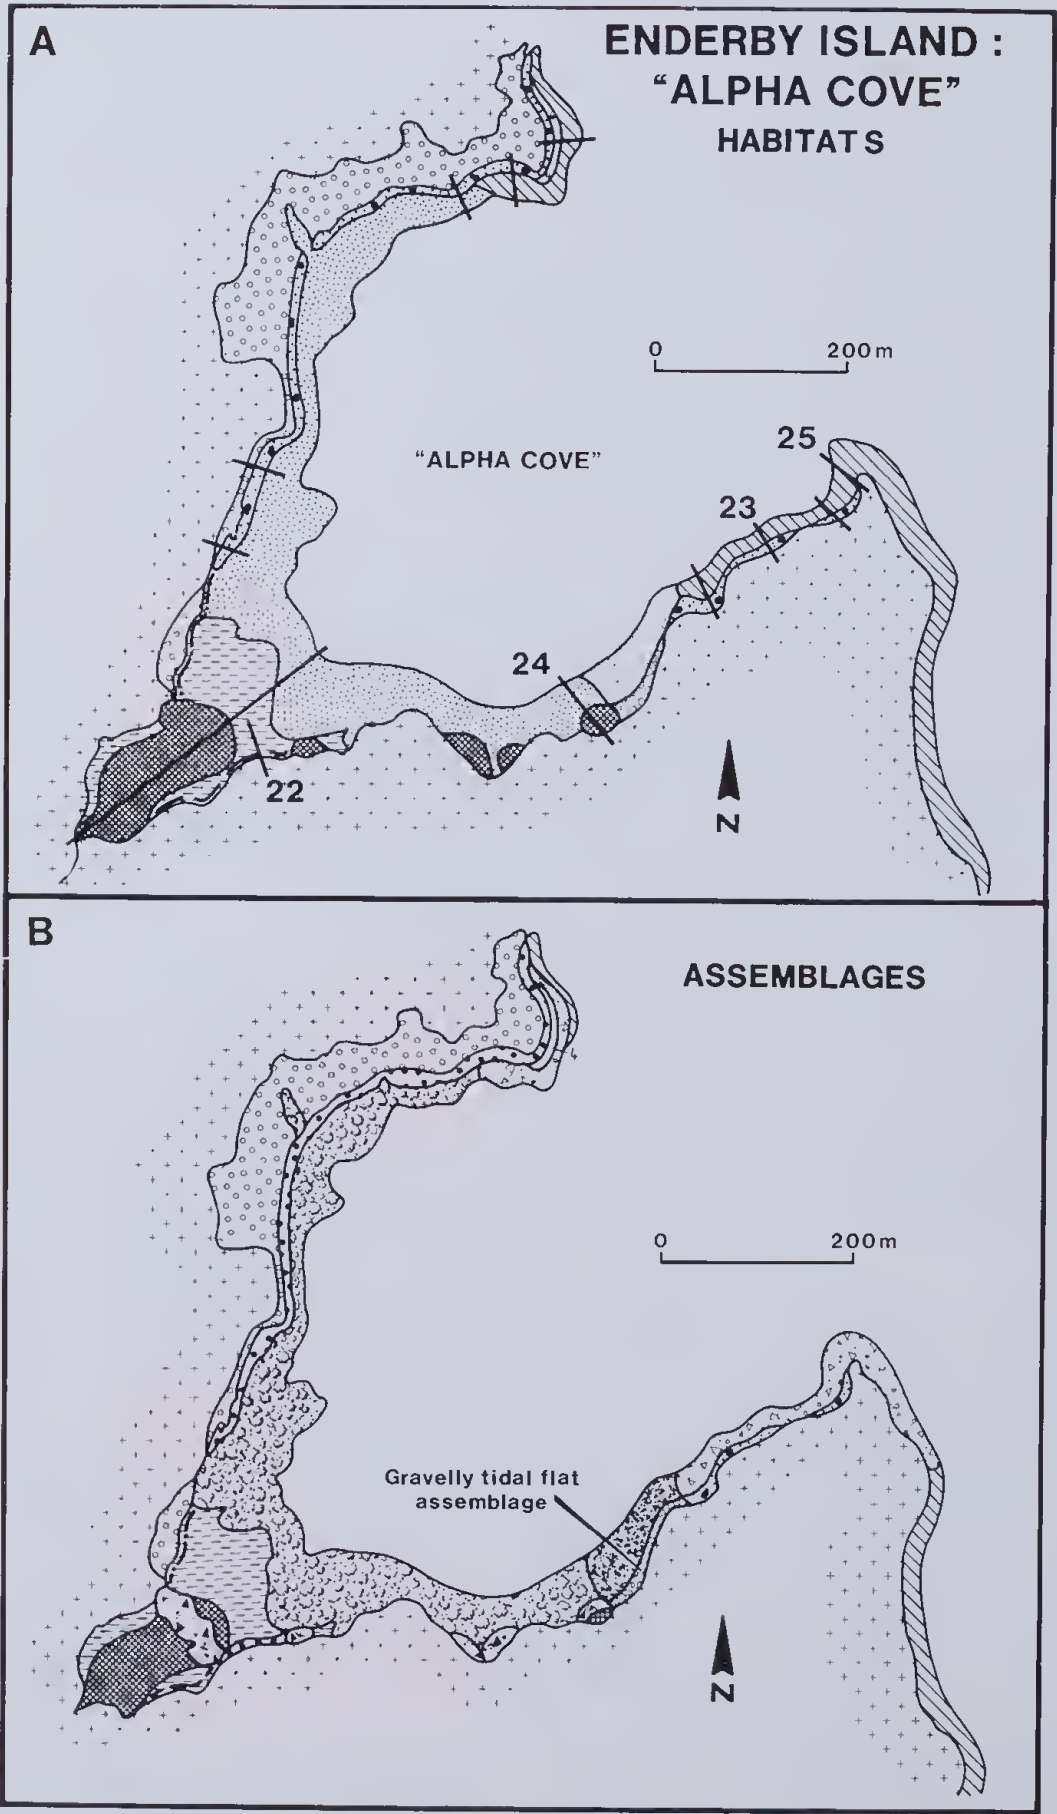 A
ENDERBY ISLAND :
“ALPHA COVE”
HABITATS
0 200m
25
“ALPHA COVE”
23
24
22
N
B
ASSEMBLAGES
0 200m
Gravelly tidal flat
assemblage
N